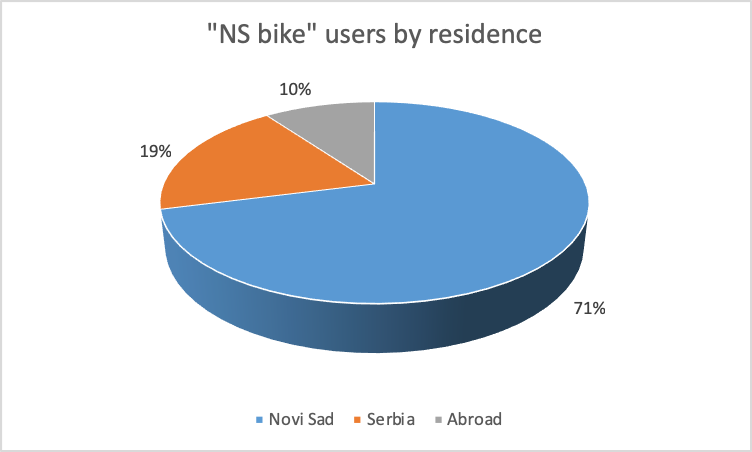 "NS bike" users by residence
10%
19%
71%
Novi Sad Serbia Abroad